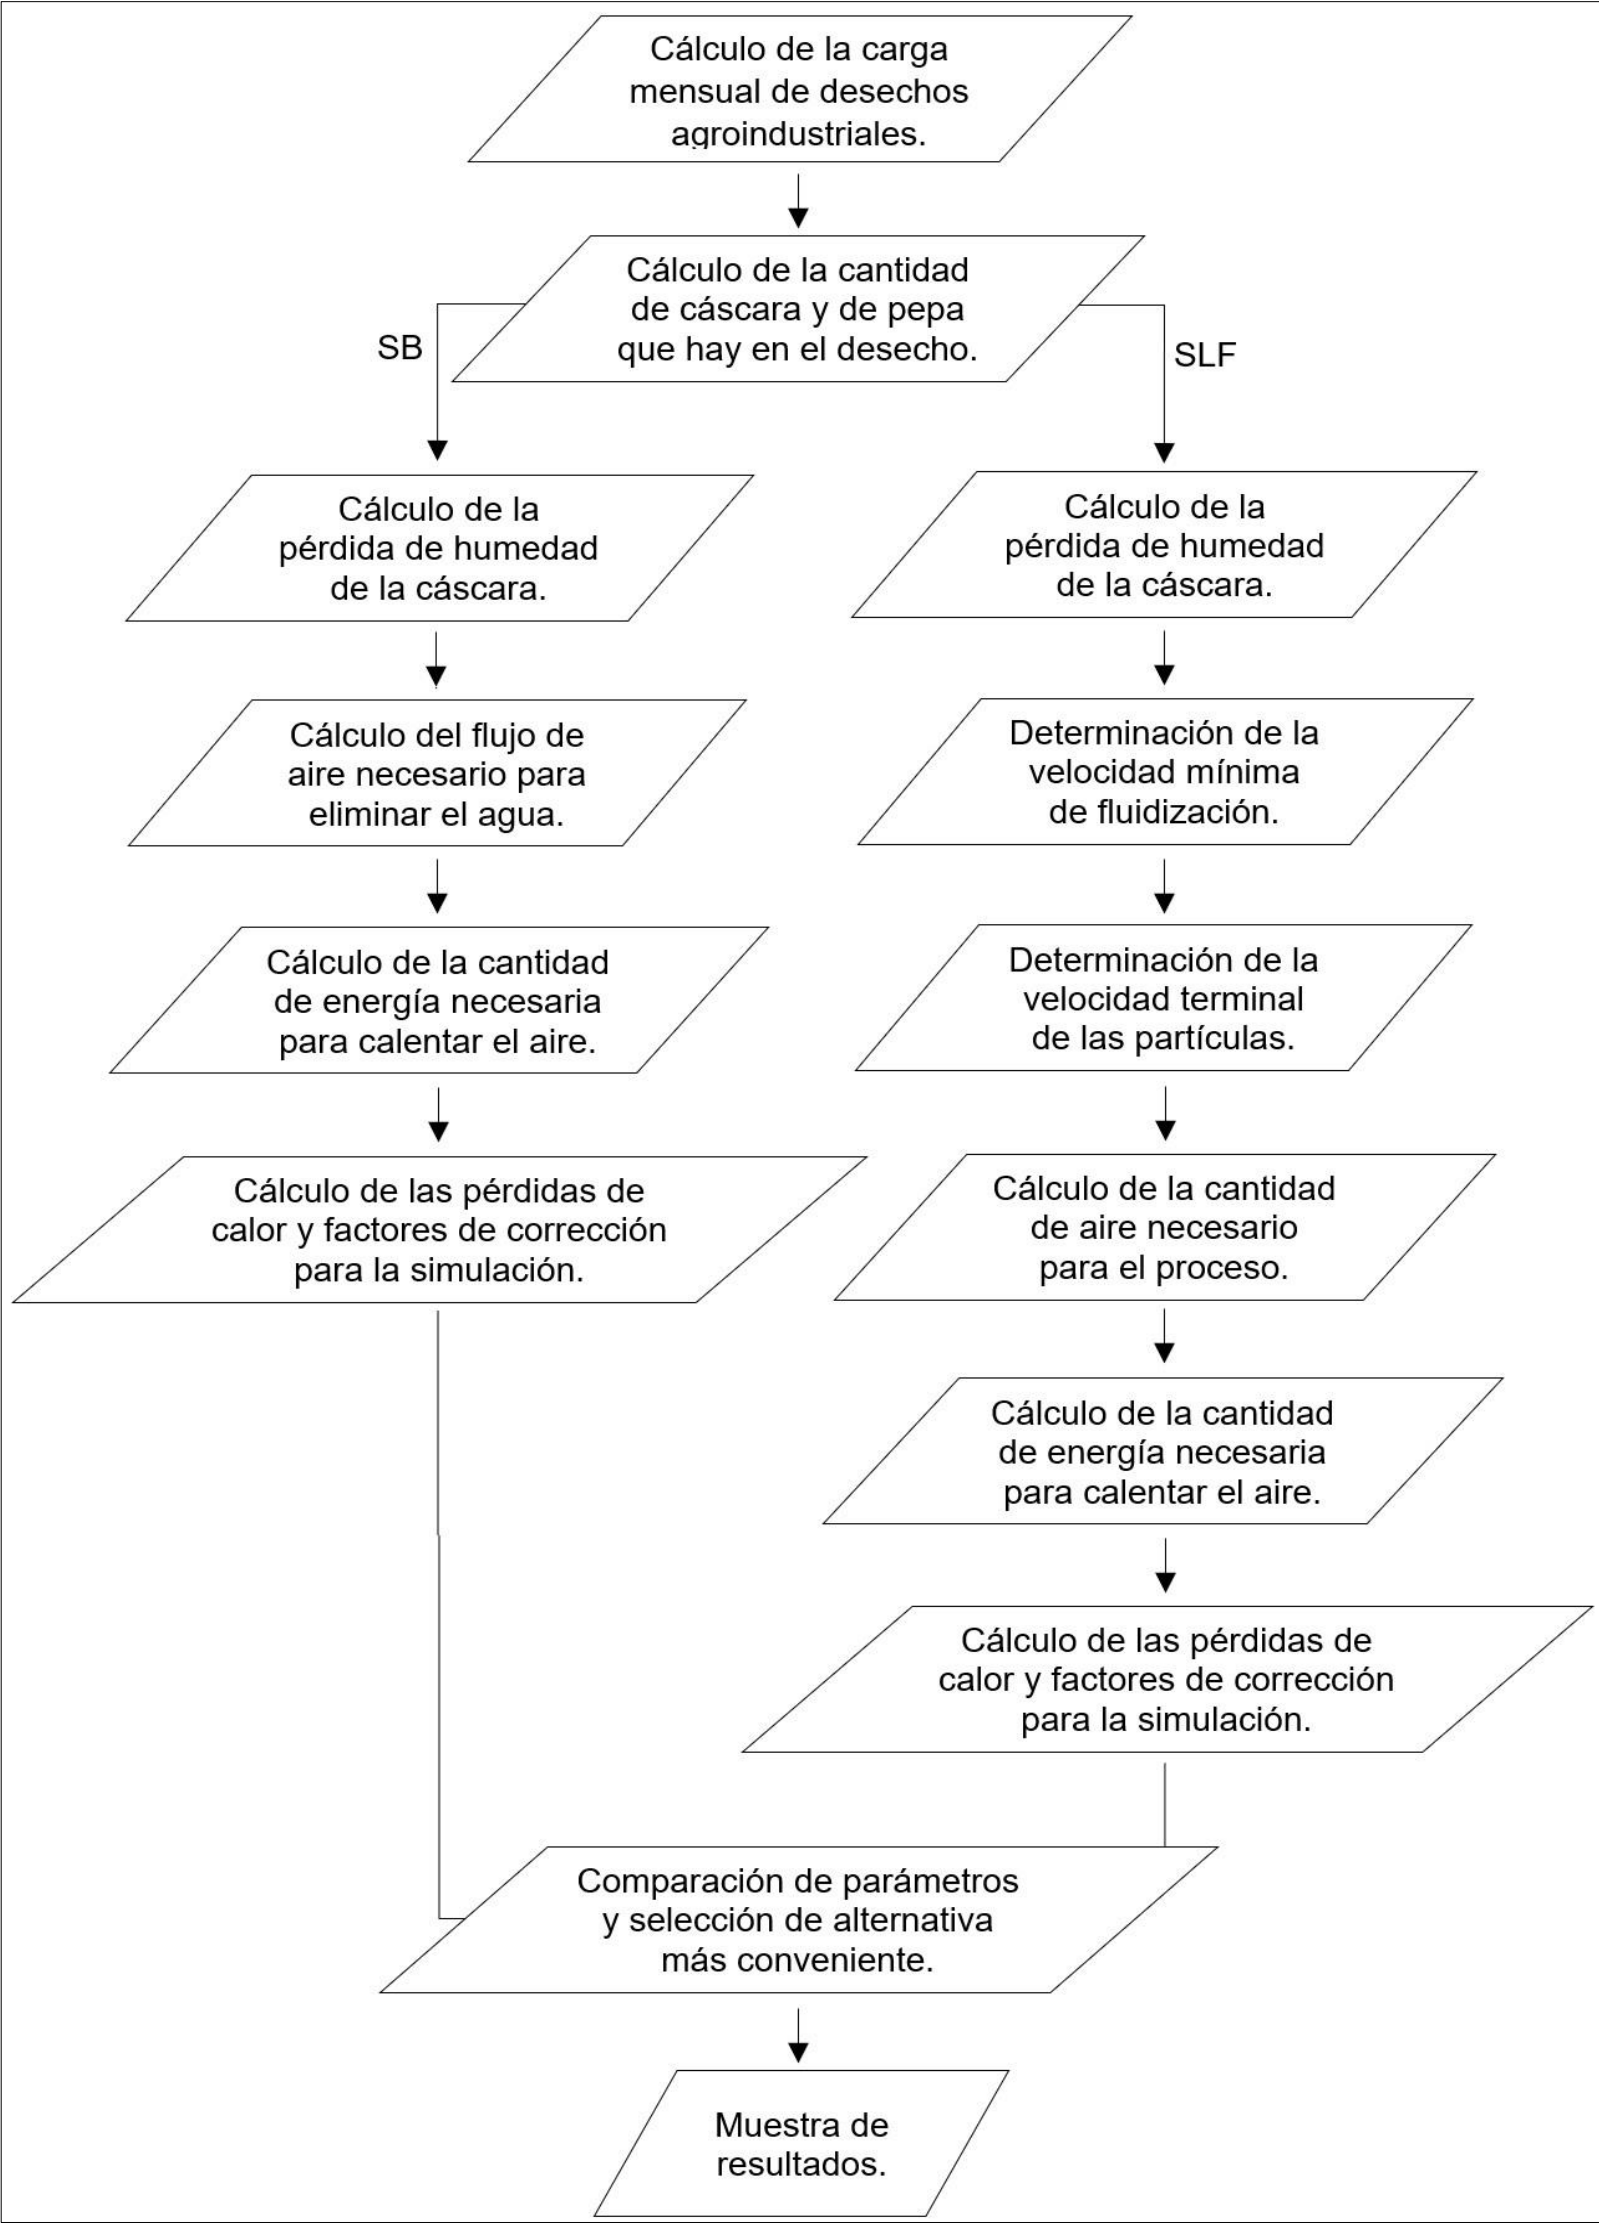 Cálculo de la carga
mensual de desechos
agroindustriales.
Cálculo de la cantidad
de cáscara y de pepa
que hay en el desecho.
SB
SLF
Cálculo de la
pérdida de humedad
de la cáscara.
Cálculo del flujo de
aire necesario para
eliminar el agua.
Cálculo de la cantidad
de energía necesaria
para calentar el aire.
Cálculo de las pérdidas de
calor y factores de corrección
para la simulación.
Cálculo de la
pérdida de humedad
de la cáscara.
Determinación de la
velocidad mínima
de fluidización.
Determinación de la
velocidad terminal
de las partículas.
Cálculo de la cantidad
de aire necesario
para el proceso.
Cálculo de la cantidad
de energía necesaria
para calentar el aire.
Cálculo de las pérdidas de
calor y factores de corrección
para la simulación.
Comparación de parámetros
y selección de alternativa
más conveniente.
Muestra de
resultados.